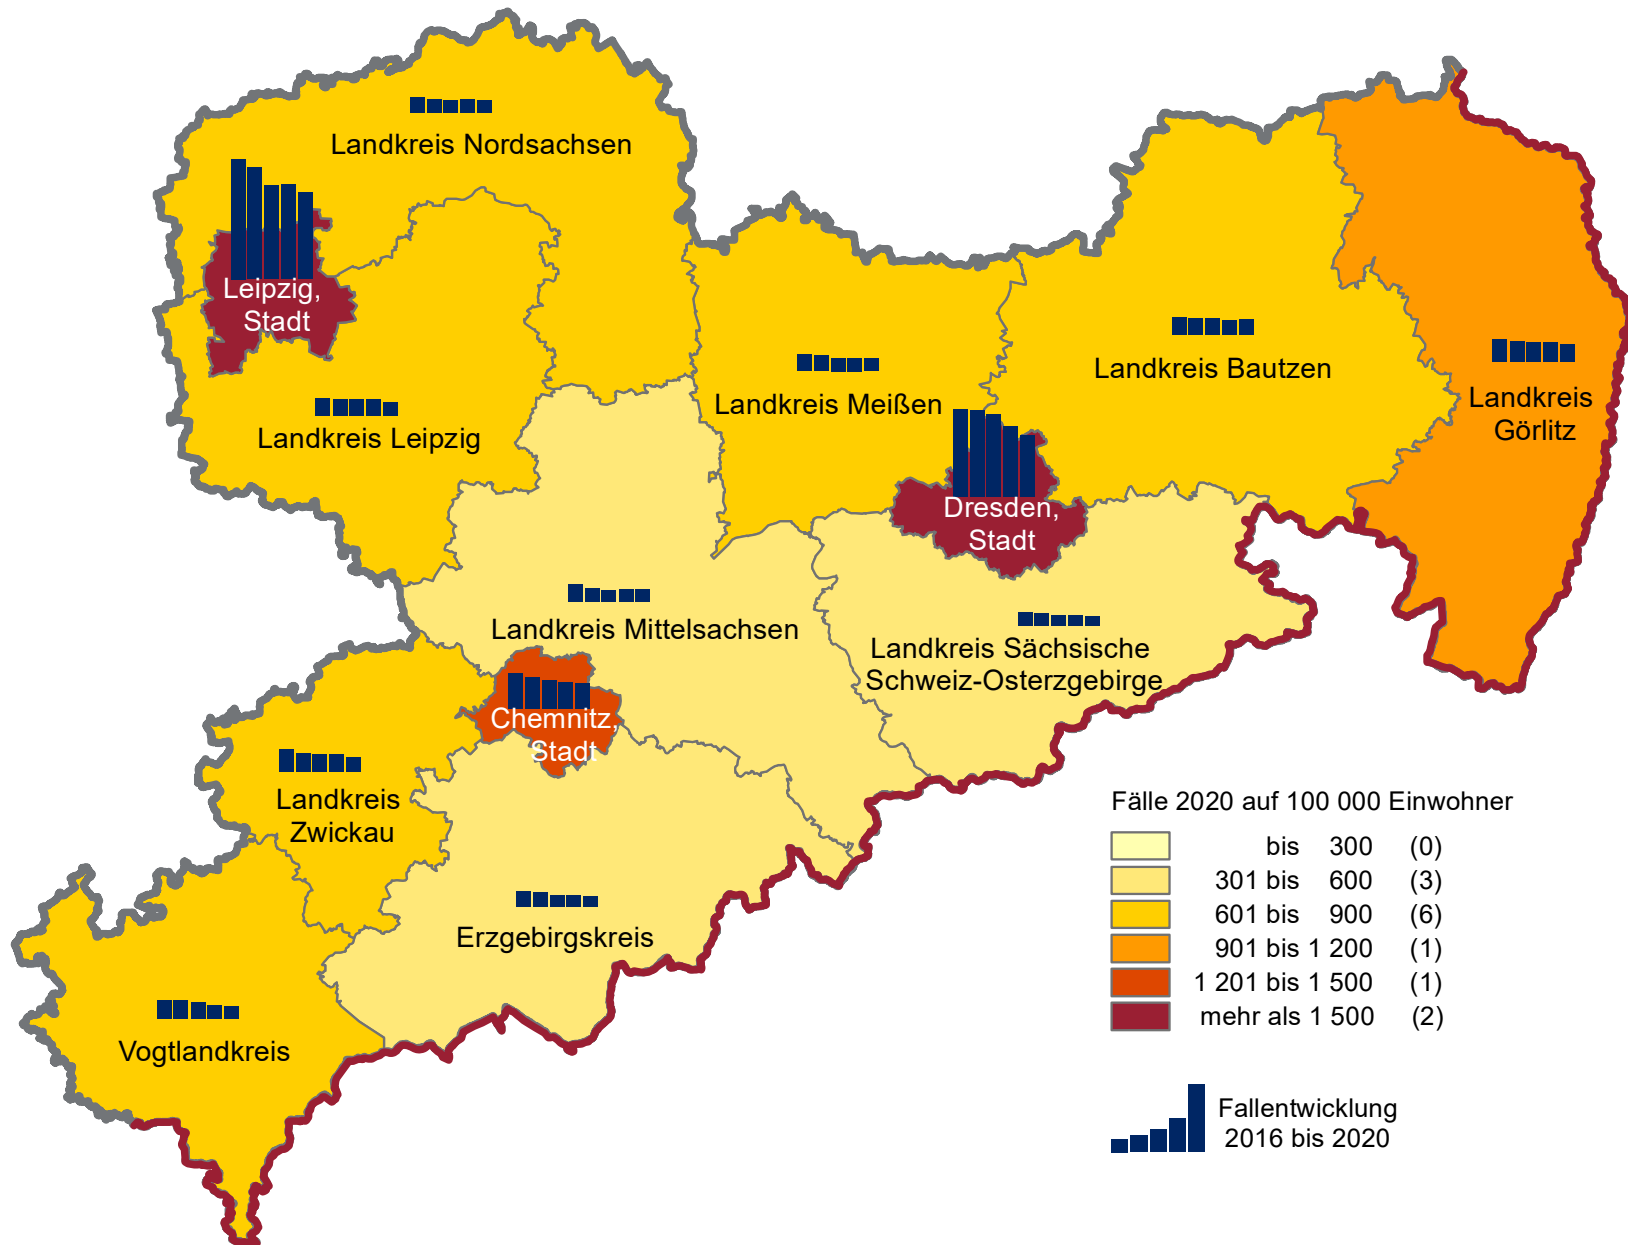 Landkreis Nordsachsen
Leipzig,
Stadt
Landkreis Leipzig
Landkreis Meißen
Landkreis Bautzen
Landkreis
Görlitz
Dresden,
Stadt
Landkreis Mittelsachsen
Landkreis Sächsische
Schweiz-Osterzgebirge
Chemnitz,
Stadt
Landkreis
Zwickau
Erzgebirgskreis
Vogtlandkreis
Fälle 2020 auf 100 000 Einwohner
bis 300 (0)
301 bis 600 (3)
601 bis 900 (6)
901 bis 1 200 (1)
1 201 bis 1 500 (1)
mehr als 1 500 (2)
Fallentwicklung
2016 bis 2020